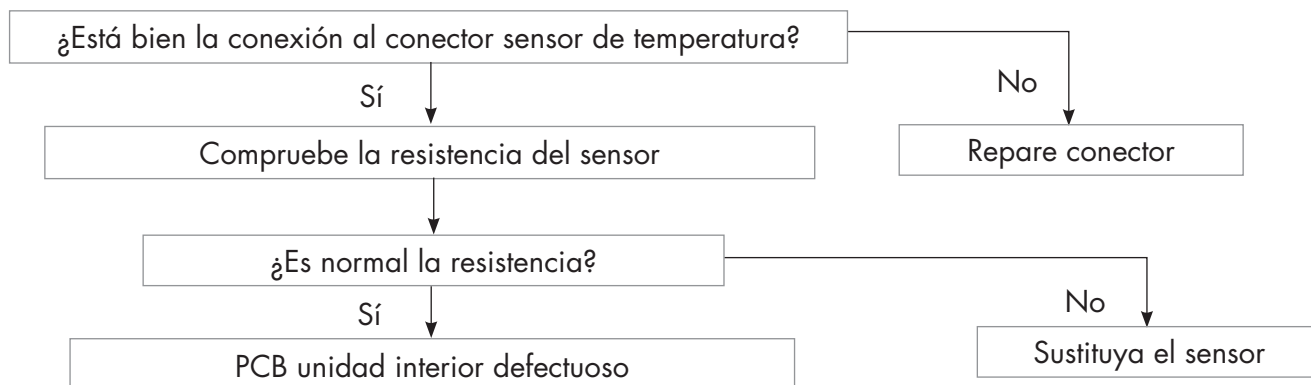 ¿Está bien la conexión al conector sensor de temperatura?
No
Sí
Compruebe la resistencia del sensor
Repare conector
¿Es normal la resistencia?
No
Sí
PCB unidad interior defectuoso
Sustituya el sensor